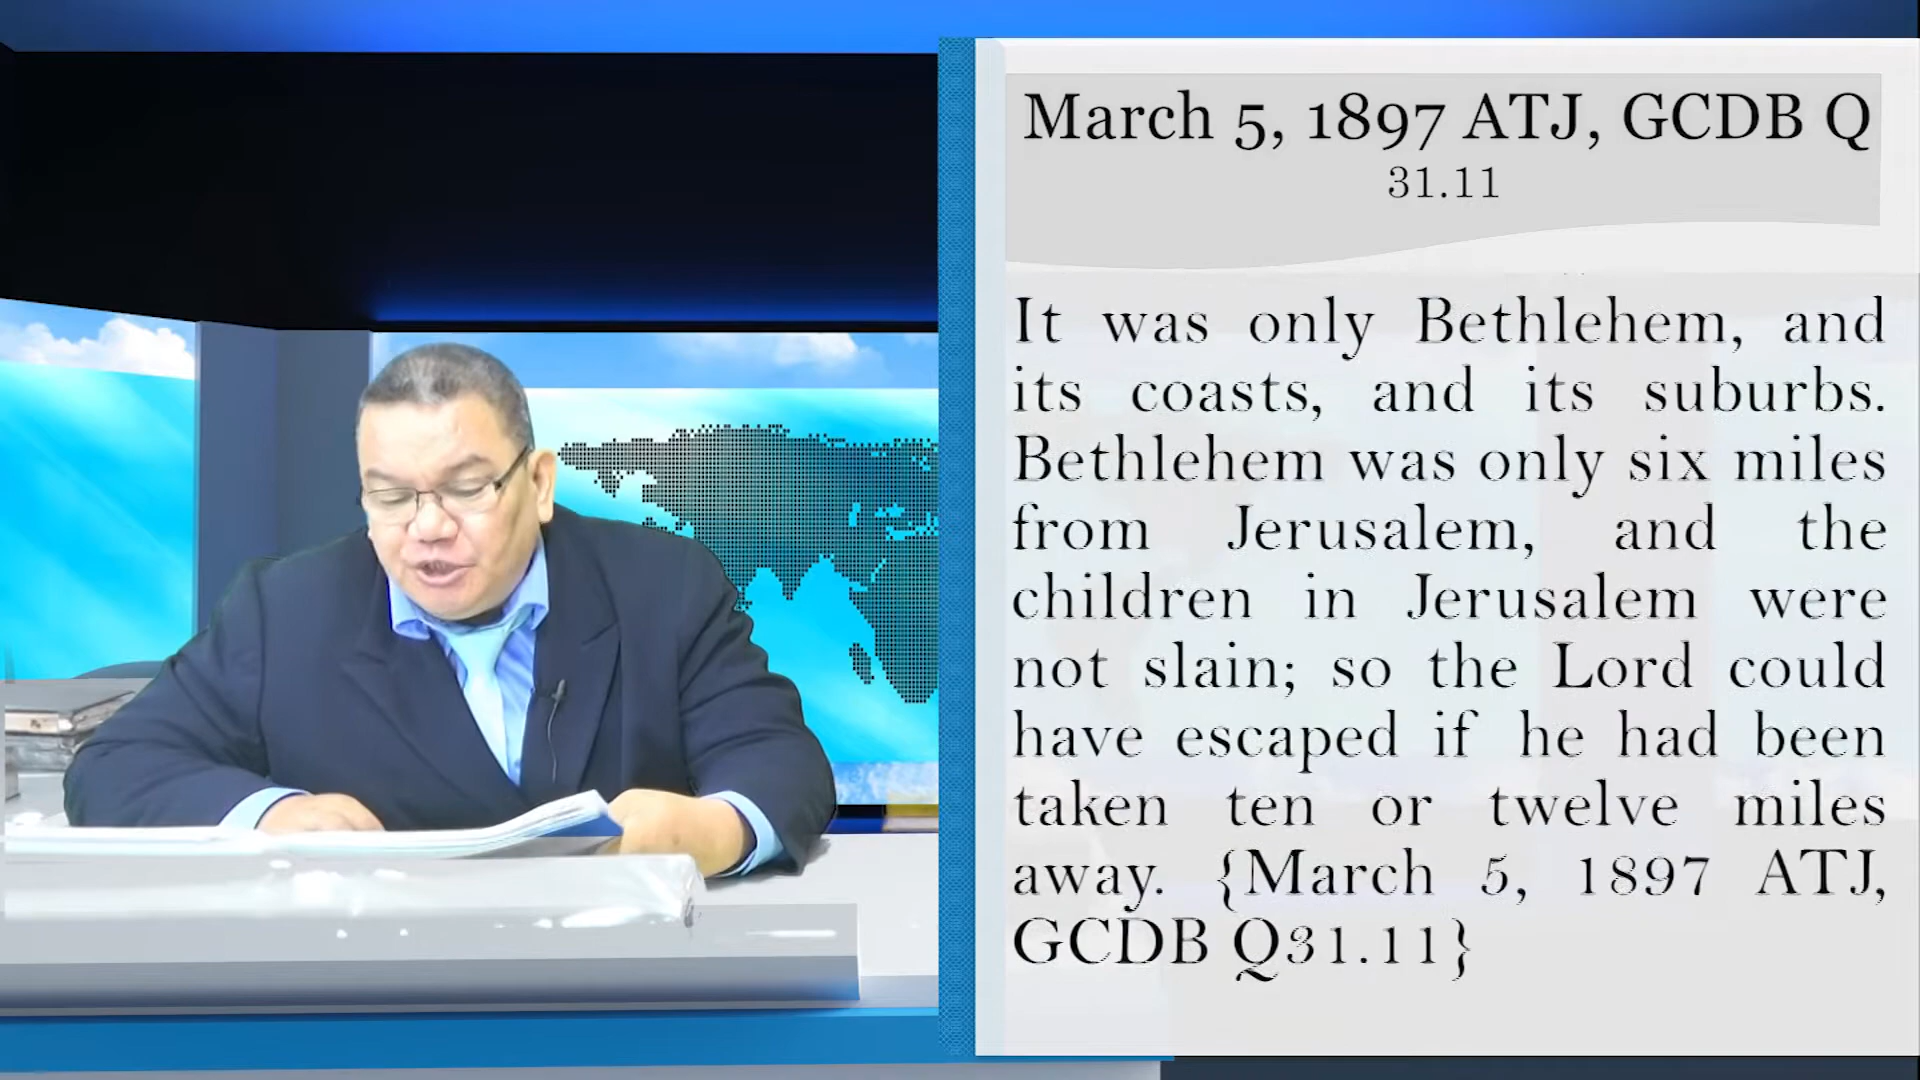 March 5, 1897 ATJ, GCDB Q
31.11
It was only Bethlehem, and
its coasts, and its suburbs.
Bethlehem was only six miles
from Jerusalem, and the
children in Jerusalem were
not slain; so the Lord could
have escaped if he had been
taken ten or twelve miles
away. {March 5, 1897 ATJ,
GCDB Q31.11}